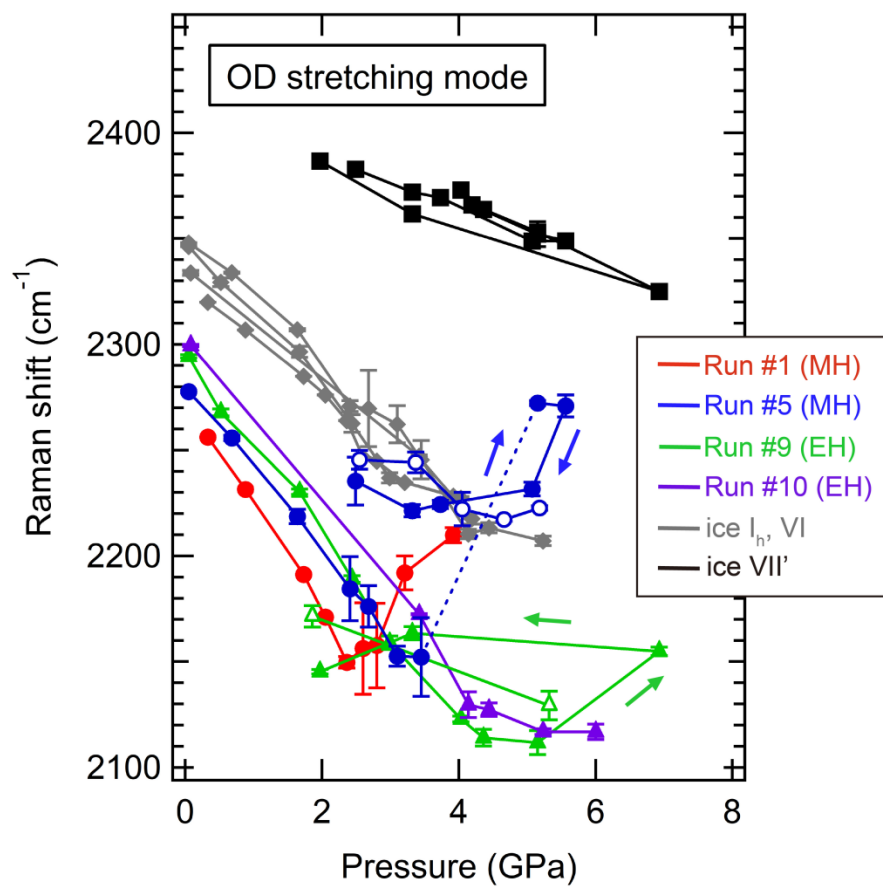 OD stretching mode
2400
2300
2200
2100
Raman shift (cm⁻¹)
Run #1 (MH)
Run #5 (MH)
Run #9 (EH)
Run #10 (EH)
ice Iₕ, VI
ice VII’
0 2 4 6 8
Pressure (GPa)